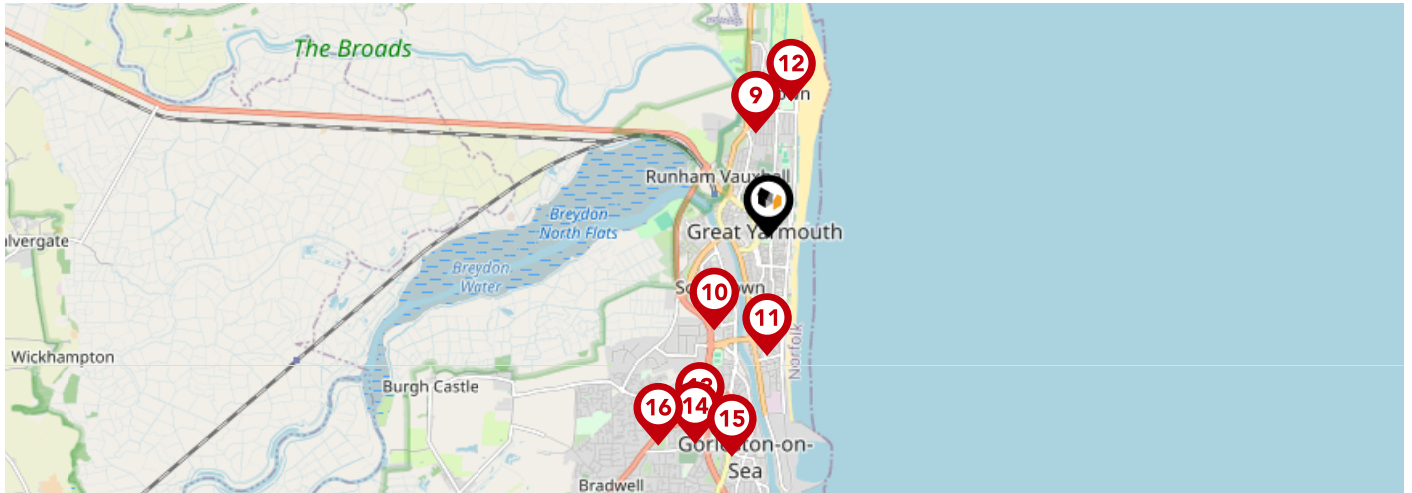 The Broads
12
9
Runham Vauxhall
Breydon
North Flats
Great Yarmouth
alvergate
Breydon
Water
10
11
Norfolk
Wickhampton
Burgh Castle
16
14
15
Gorleston-on-
Sea
Bradwell